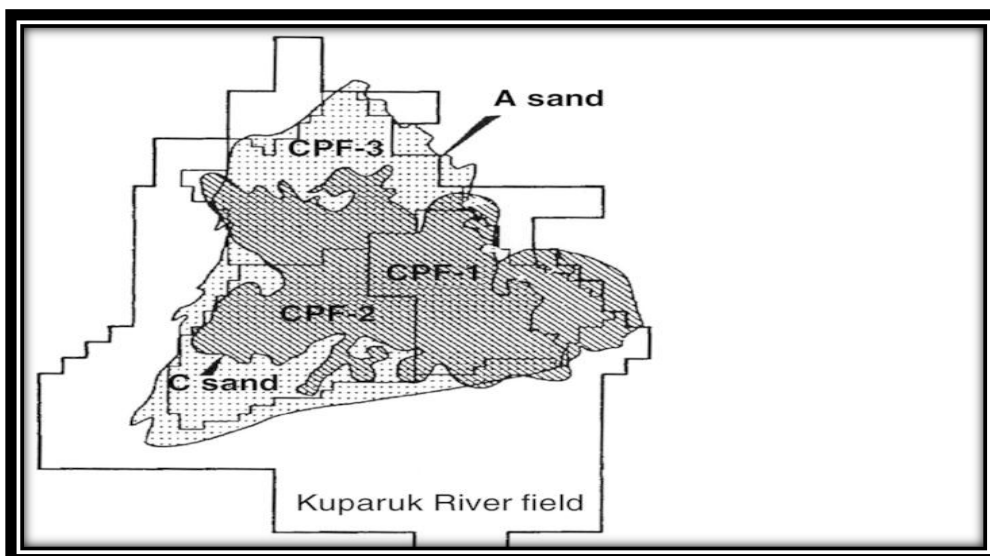 A sand
CPF-3
CPF-1
CPF-2
C sand
Kuparuk River field